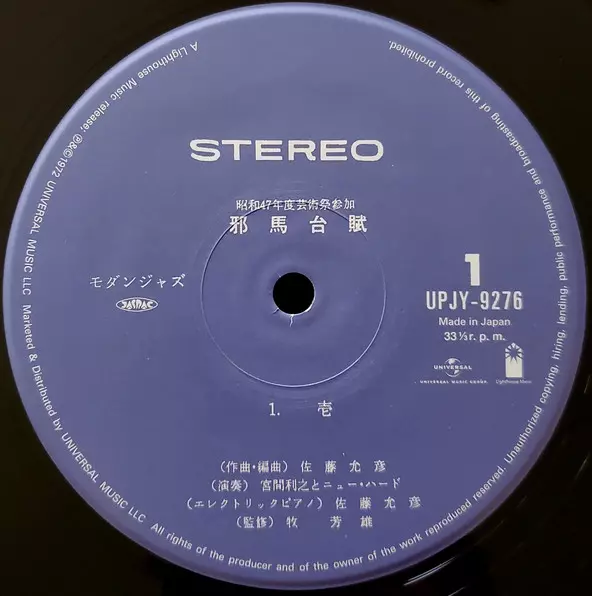 STEREO
昭和47年度芸術祭参加
邪馬台賦
モダンジャズ
JASRAC
1
UPJY-9276
Made in Japan
33⅓ r. p. m.
UNIVERSAL
UNIVERSAL MUSIC GROUP
Lighthouse Music
1. 壱
(作曲・編曲) 佐藤允彦
(演奏) 宮間利之とニュー・ハード
(エレクトリックピアノ) 佐藤允彦
(監修) 牧芳雄
A Lighthouse Music release, ℗&©1972 UNIVERSAL MUSIC LLC Marketed & Distributed by UNIVERSAL MUSIC LLC All rights of the producer and of the owner of the work reproduced reserved. Unauthorized copying, hiring, lending, public performance and broadcasting of this record prohibited.